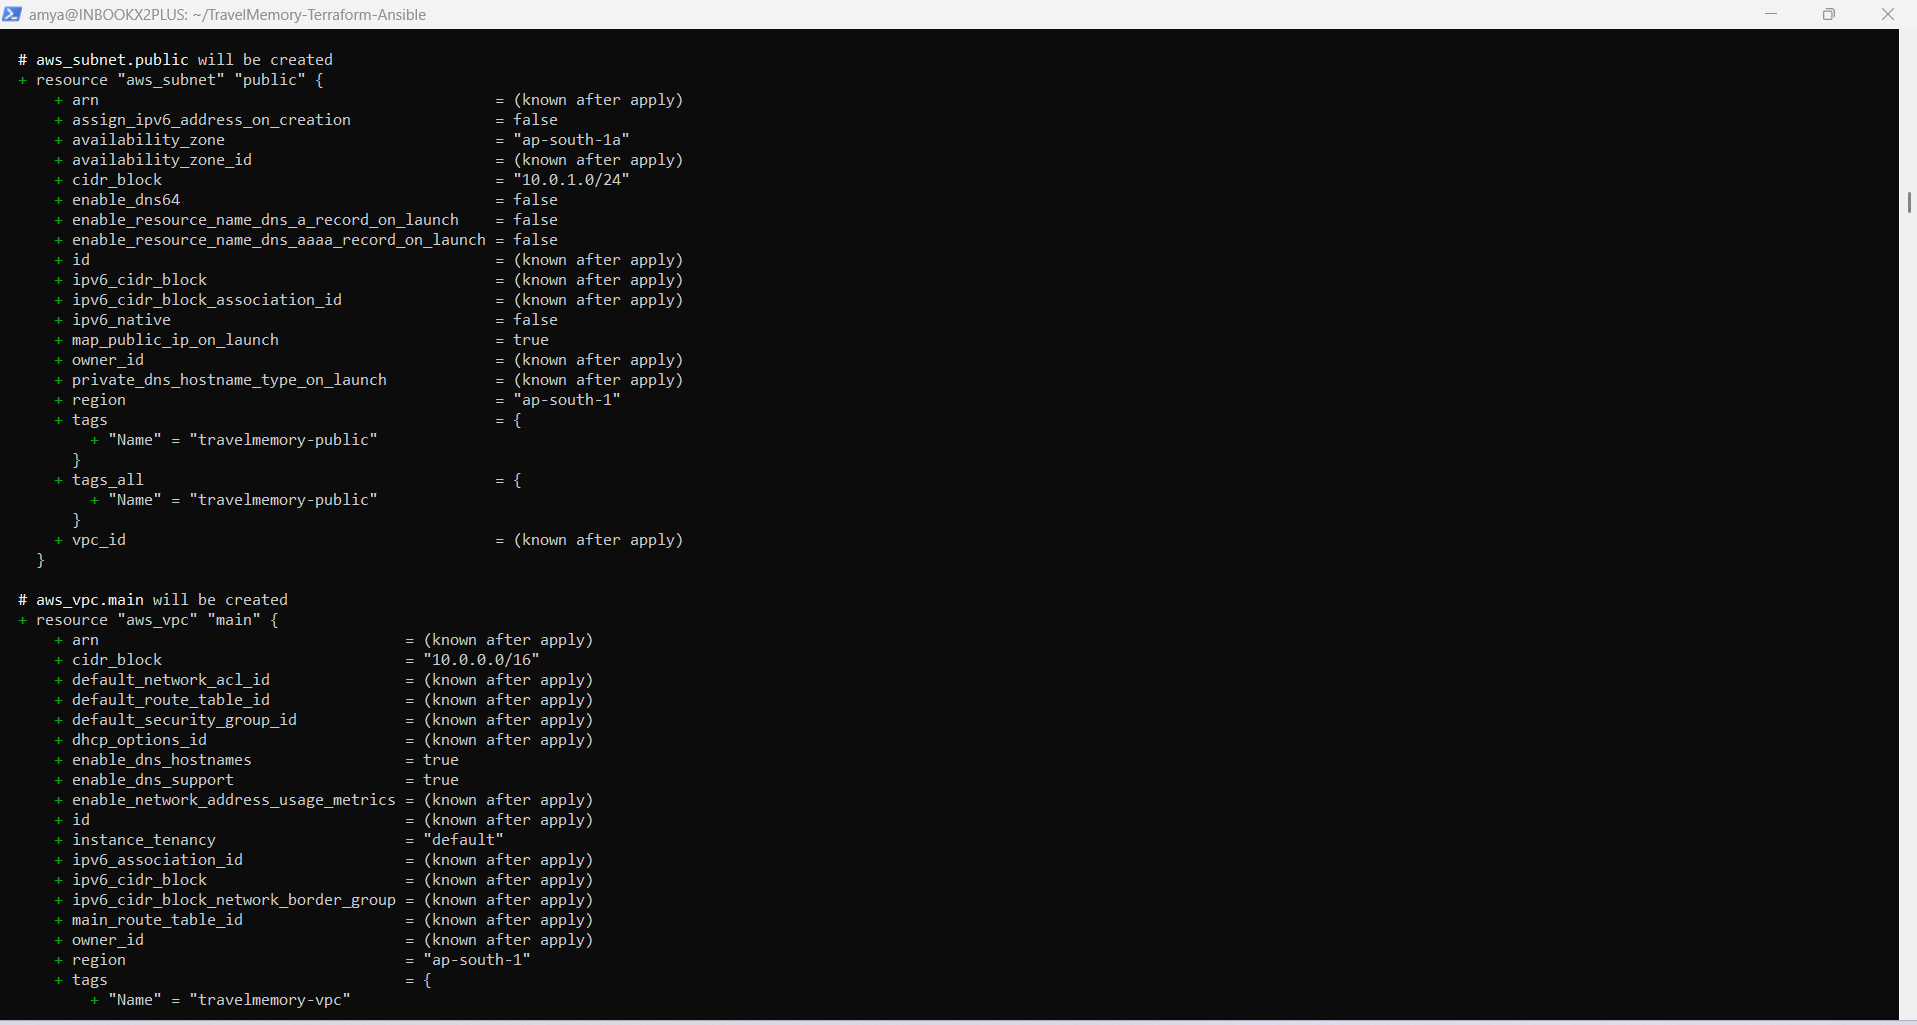 amya@INBOOKX2PLUS: ~/TravelMemory-Terraform-Ansible
# aws_subnet.public will be created
+ resource "aws_subnet" "public" {
+ arn = (known after apply)
+ assign_ipv6_address_on_creation = false
+ availability_zone = "ap-south-1a"
+ availability_zone_id = (known after apply)
+ cidr_block = "10.0.1.0/24"
+ enable_dns64 = false
+ enable_resource_name_dns_a_record_on_launch = false
+ enable_resource_name_dns_aaaa_record_on_launch = false
+ id = (known after apply)
+ ipv6_cidr_block = (known after apply)
+ ipv6_cidr_block_association_id = (known after apply)
+ ipv6_native = false
+ map_public_ip_on_launch = true
+ owner_id = (known after apply)
+ private_dns_hostname_type_on_launch = (known after apply)
+ region = "ap-south-1"
+ tags = {
+ "Name" = "travelmemory-public"
}
+ tags_all = {
+ "Name" = "travelmemory-public"
}
+ vpc_id = (known after apply)
}
# aws_vpc.main will be created
+ resource "aws_vpc" "main" {
+ arn = (known after apply)
+ cidr_block = "10.0.0.0/16"
+ default_network_acl_id = (known after apply)
+ default_route_table_id = (known after apply)
+ default_security_group_id = (known after apply)
+ dhcp_options_id = (known after apply)
+ enable_dns_hostnames = true
+ enable_dns_support = true
+ enable_network_address_usage_metrics = (known after apply)
+ id = (known after apply)
+ instance_tenancy = "default"
+ ipv6_association_id = (known after apply)
+ ipv6_cidr_block = (known after apply)
+ ipv6_cidr_block_network_border_group = (known after apply)
+ main_route_table_id = (known after apply)
+ owner_id = (known after apply)
+ region = "ap-south-1"
+ tags = {
+ "Name" = "travelmemory-vpc"